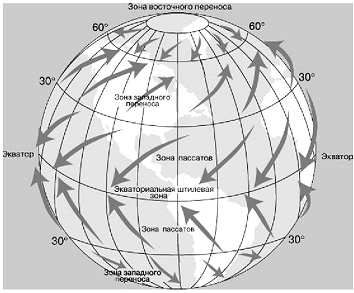 Зона восточного переноса
60°
60°
30°
30°
Зона западного
переноса
Экватор
Зона пассатов
Экватор
Экваториальная штилевая
зона
Зона пассатов
30°
30°
Зона западного
переноса